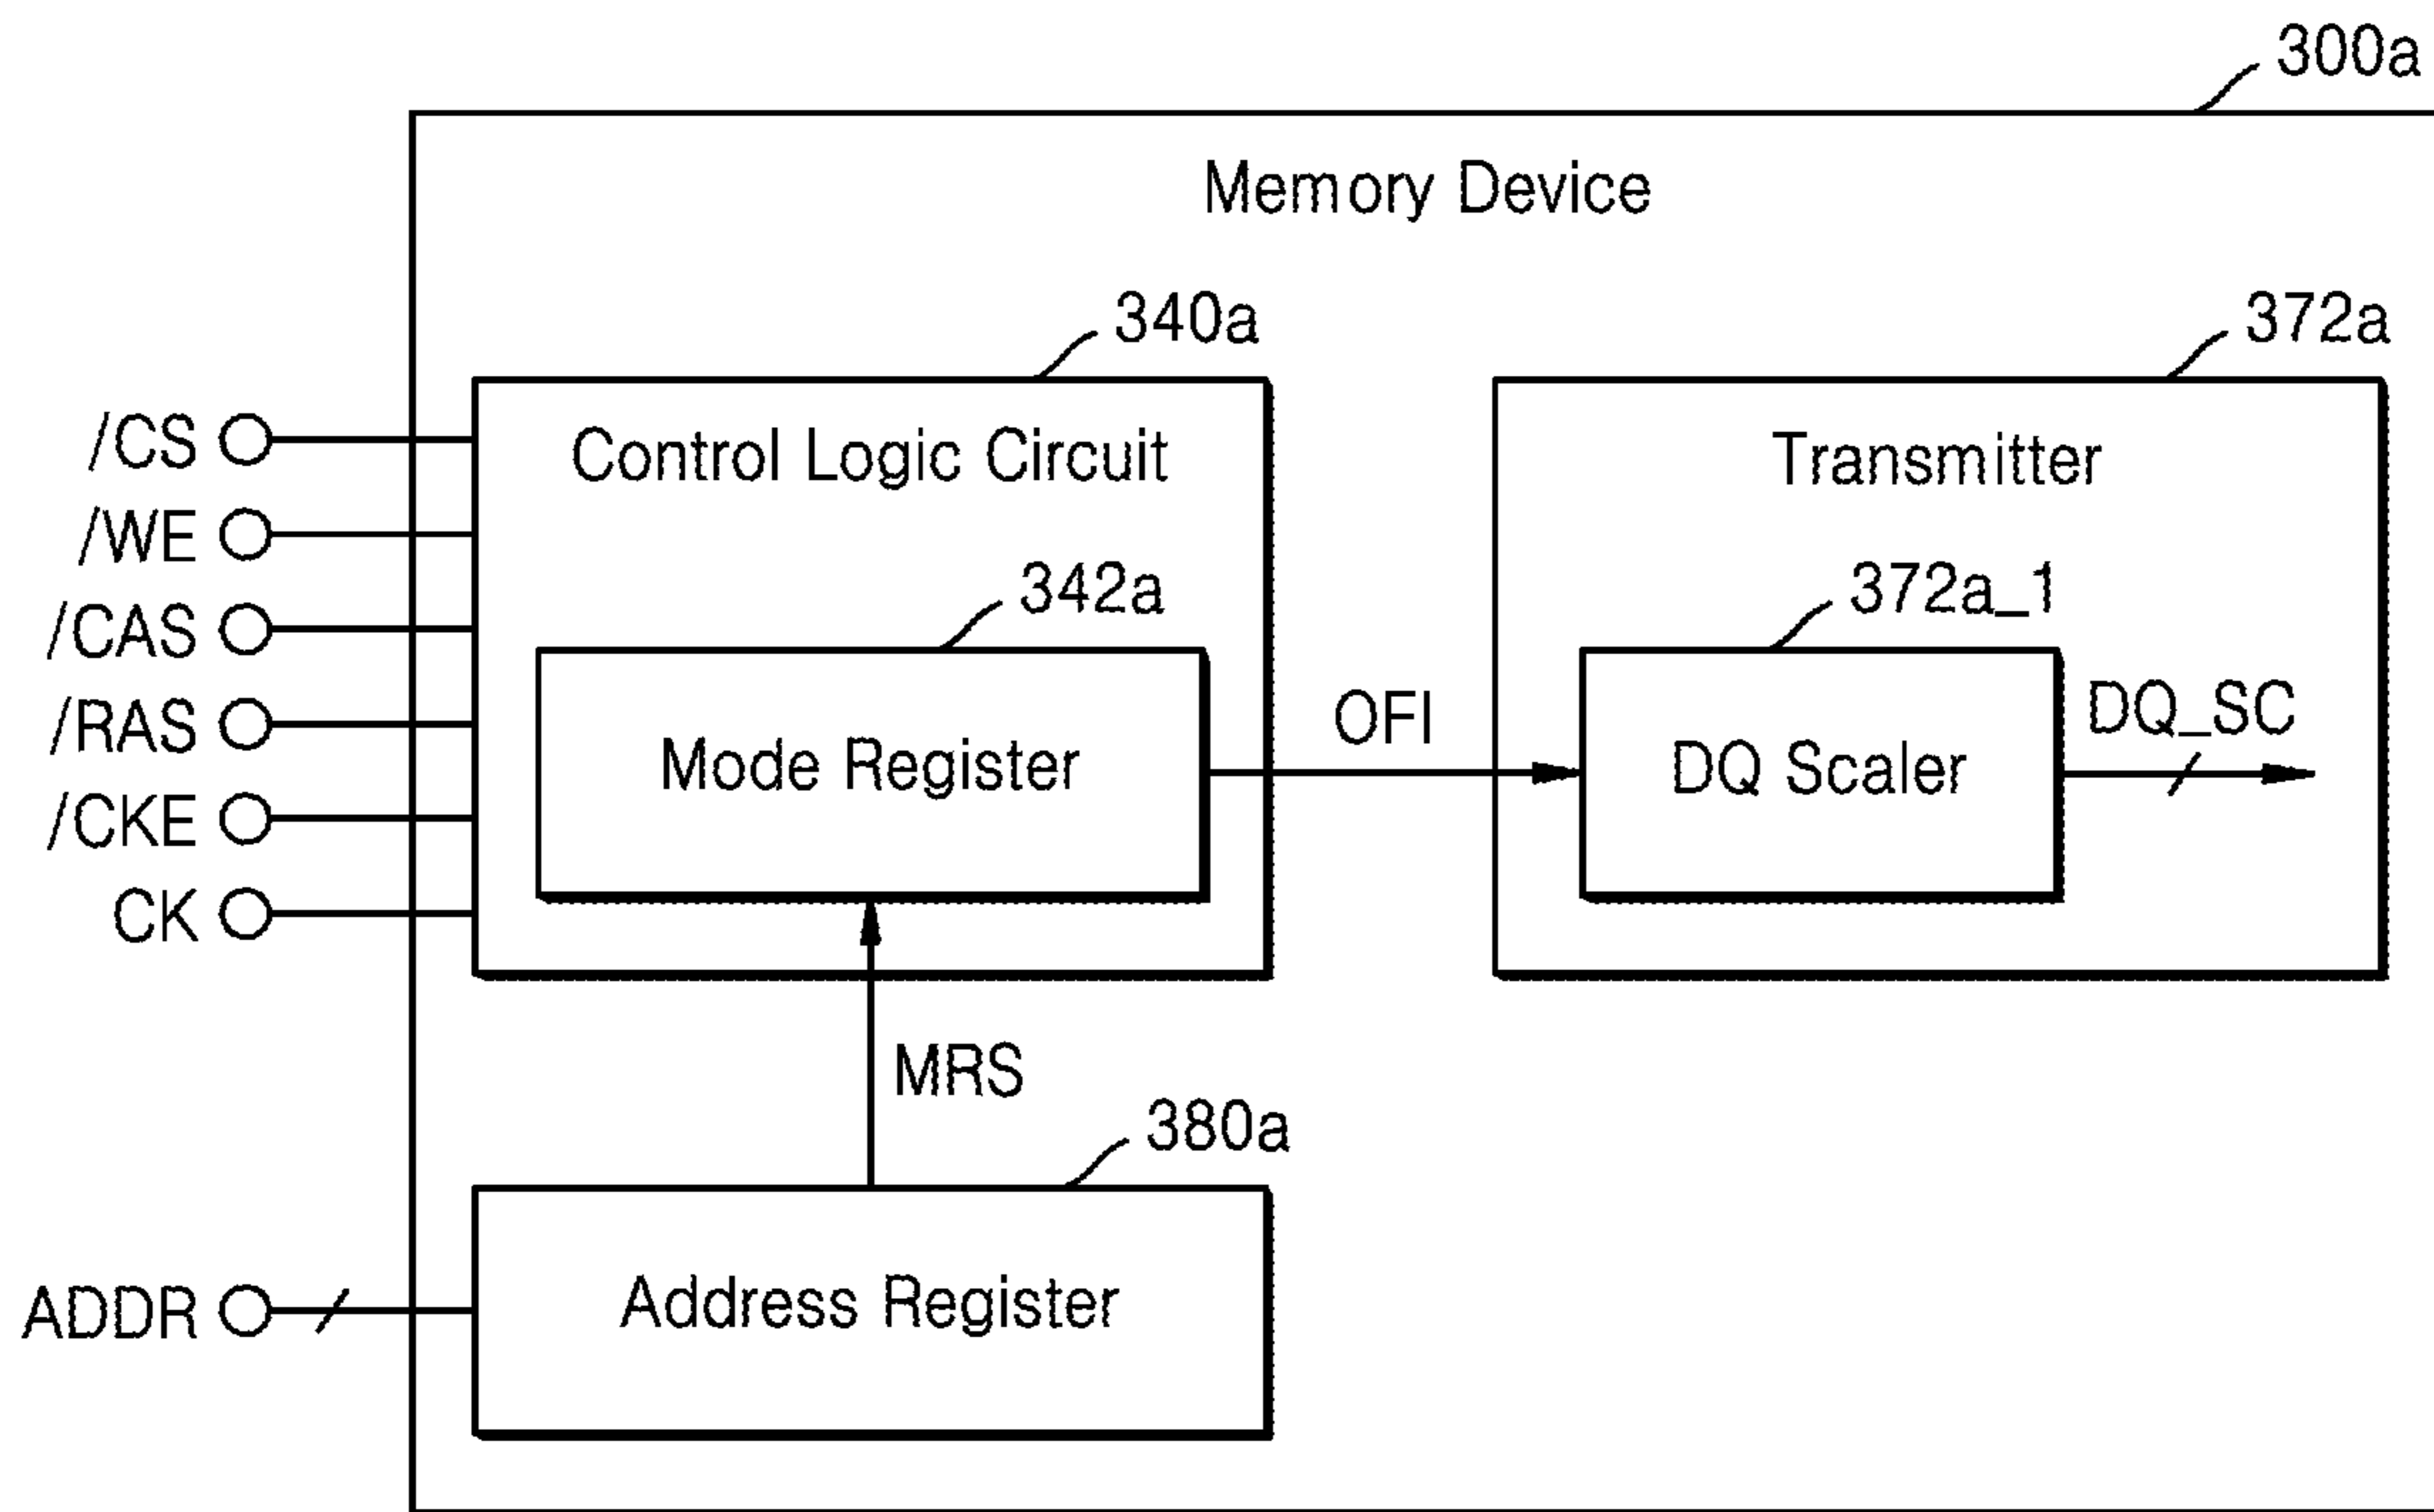 300a
Memory Device
340a
372a
/CS
Control Logic Circuit
Transmitter
/WE
342a
372a_1
/CAS
/RAS
OFI
DQ_SC
Mode Register
DQ Scaler
/CKE
CK
MRS
380a
ADDR
Address Register